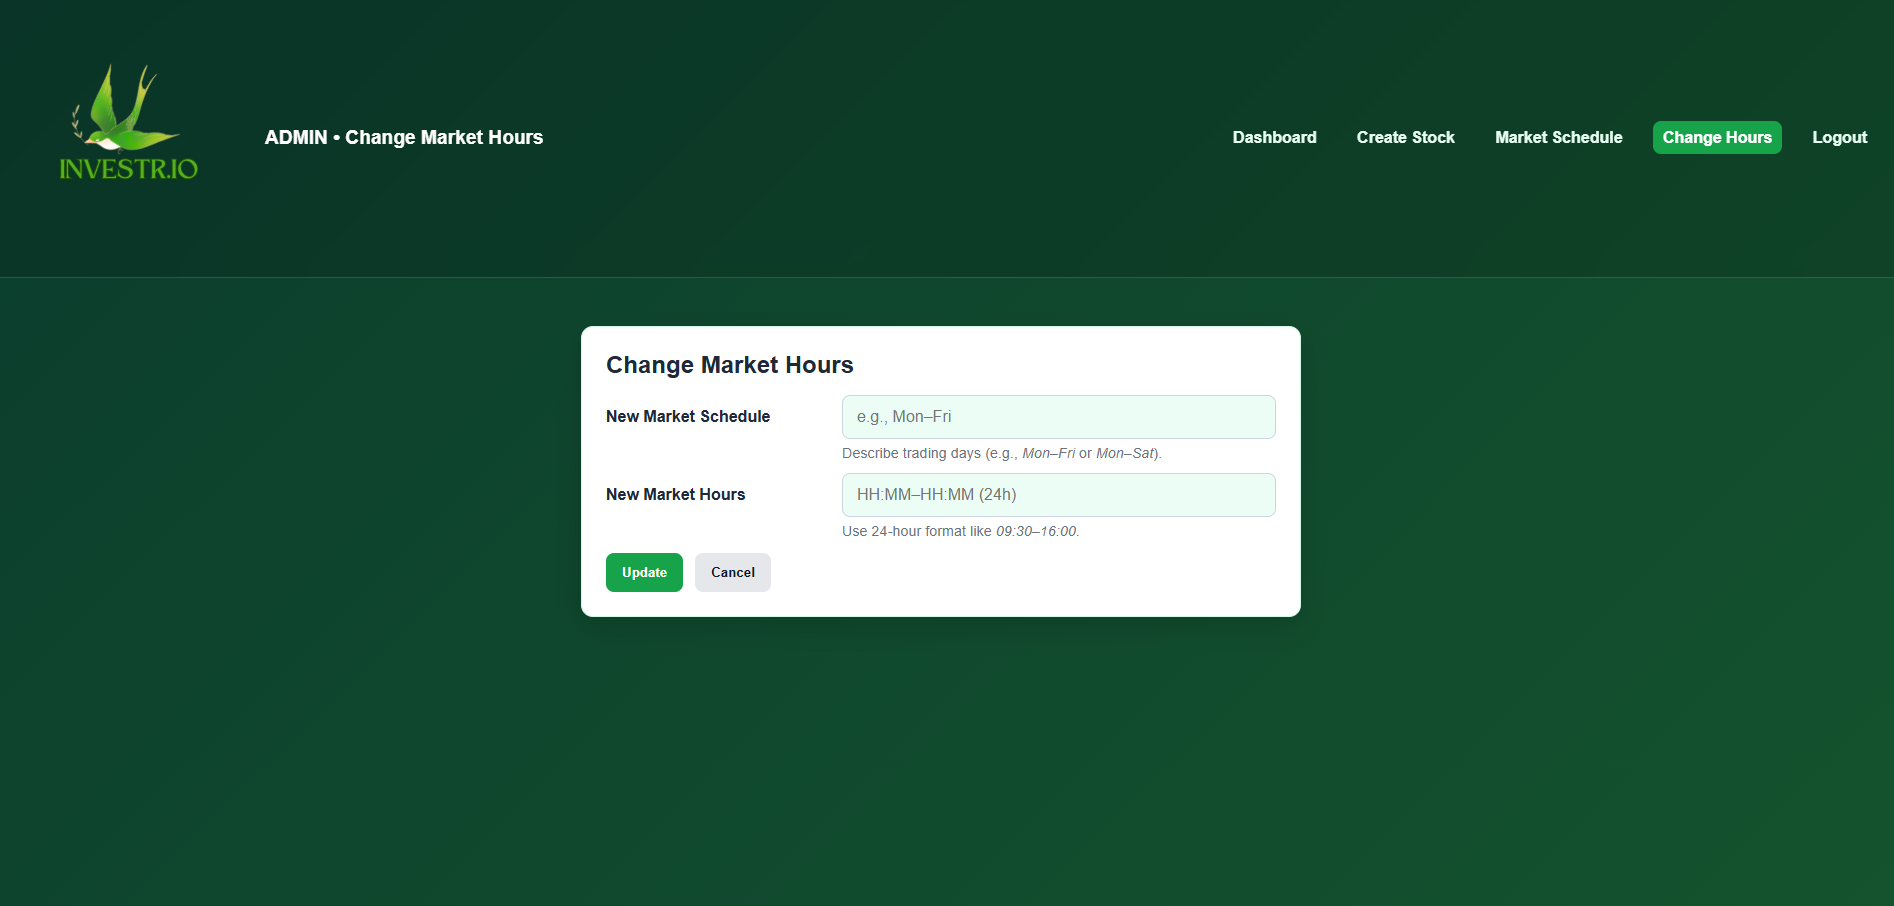 INVESTR.IO
ADMIN • Change Market Hours
Dashboard
Create Stock
Market Schedule
Change Hours
Logout
Change Market Hours
New Market Schedule
e.g., Mon–Fri
Describe trading days (e.g., Mon–Fri or Mon–Sat).
New Market Hours
HH:MM–HH:MM (24h)
Use 24-hour format like 09:30–16:00.
Update
Cancel